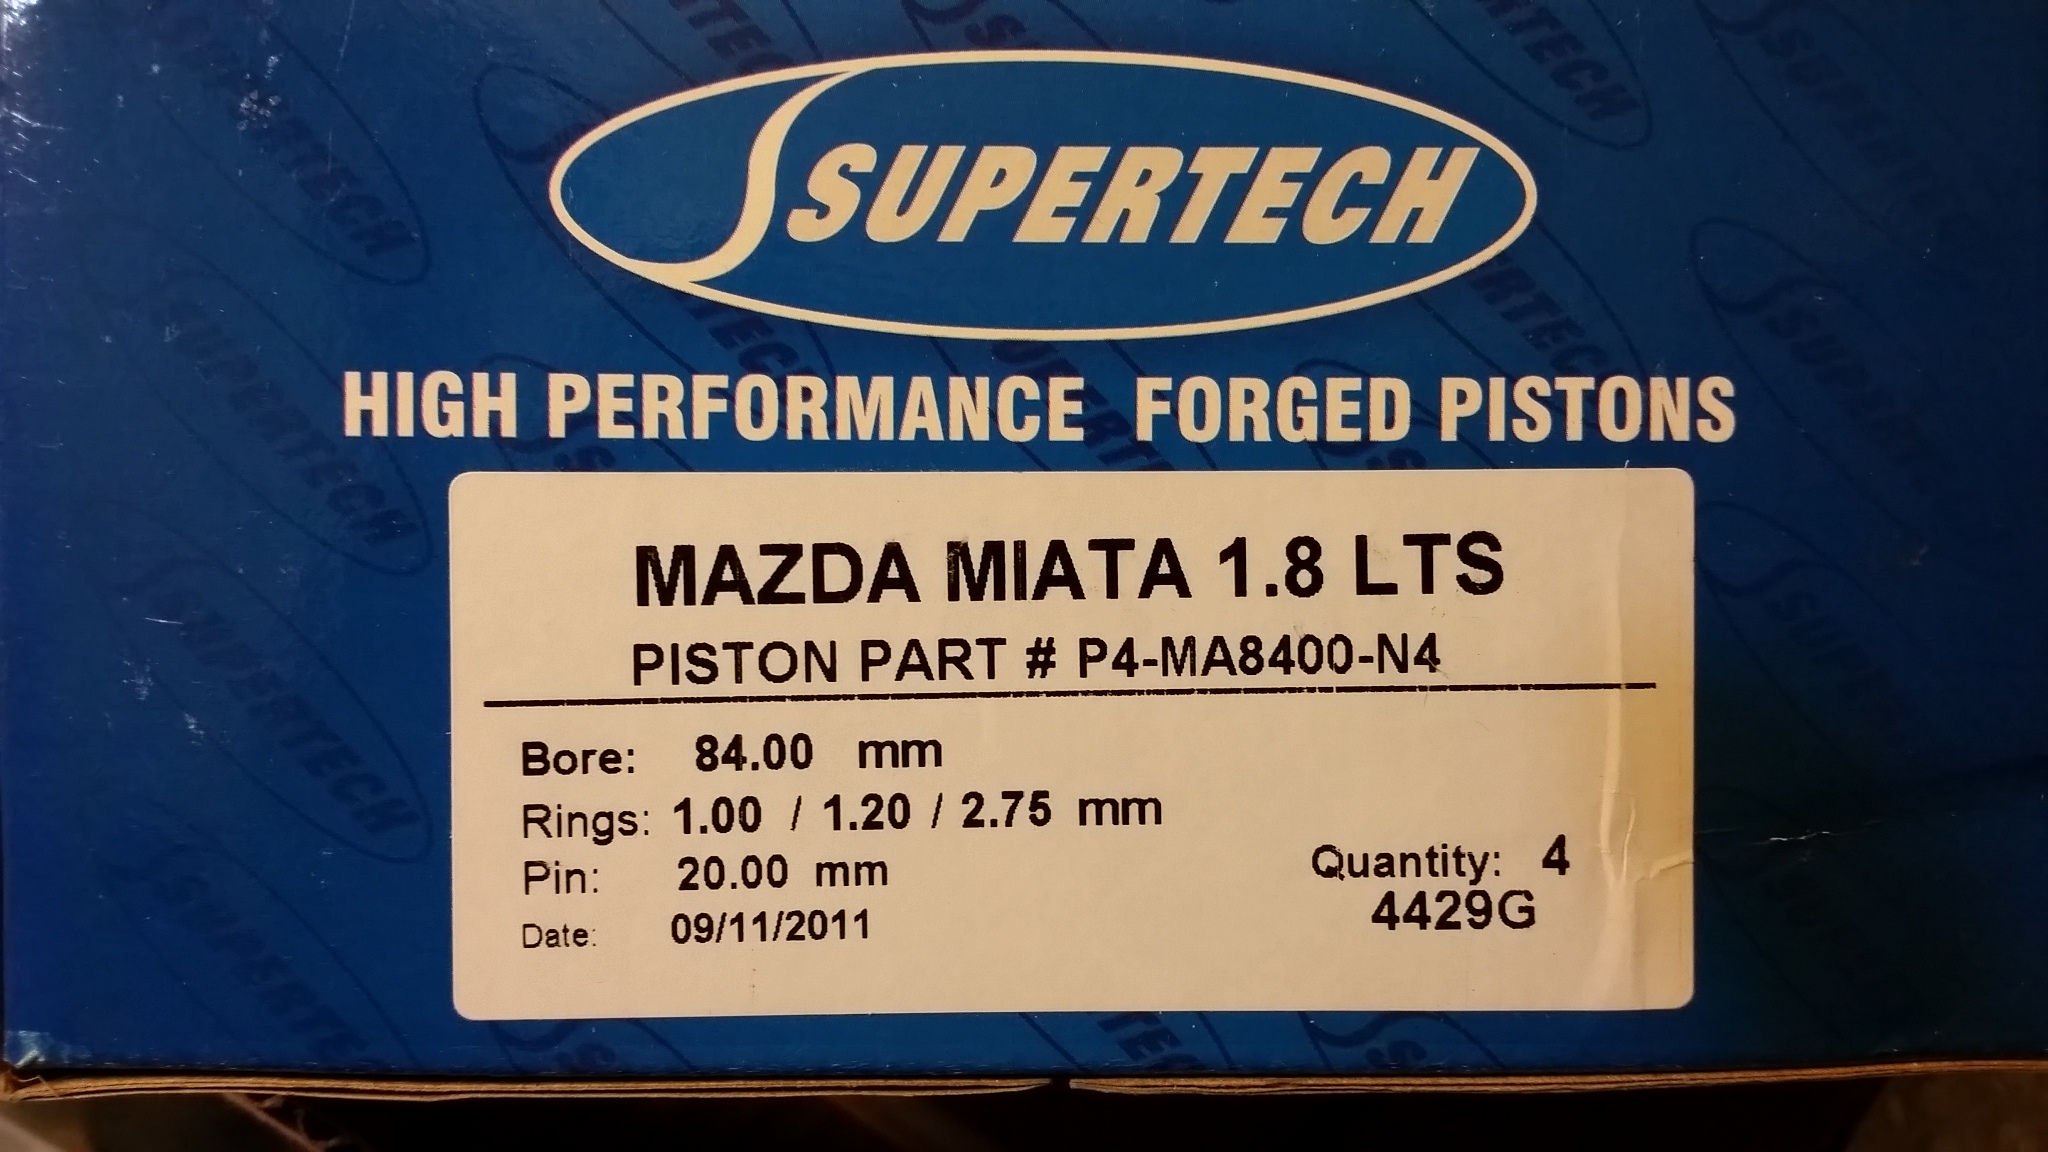 SUPERTECH
HIGH PERFORMANCE FORGED PISTONS
MAZDA MIATA 1.8 LTS
PISTON PART # P4-MA8400-N4
Bore: 84.00 mm
Rings: 1.00 / 1.20 / 2.75 mm
Pin: 20.00 mm
Date: 09/11/2011
Quantity: 4
4429G